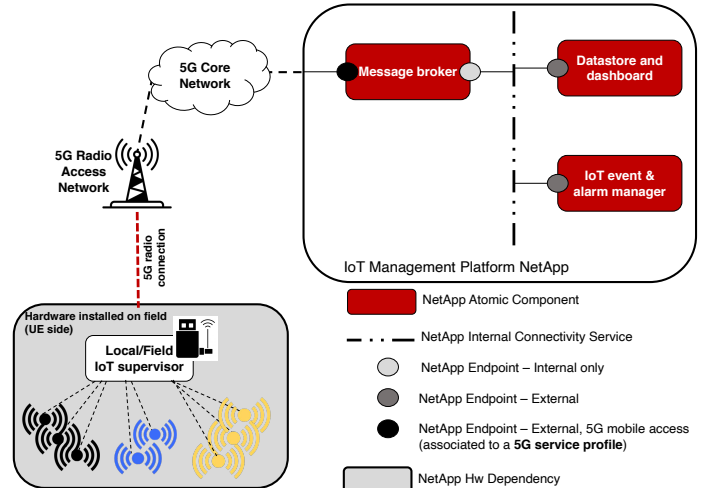 5G Core
Network
Message broker
Datastore and
dashboard
5G Radio
Access
Network
IoT event &
alarm manager
5G radio
connection
IoT Management Platform NetApp
Hardware installed on field
(UE side)
Local/Field
IoT supervisor
NetApp Atomic Component
NetApp Internal Connectivity Service
NetApp Endpoint – Internal only
NetApp Endpoint – External
NetApp Endpoint – External, 5G mobile access
(associated to a 5G service profile)
NetApp Hw Dependency